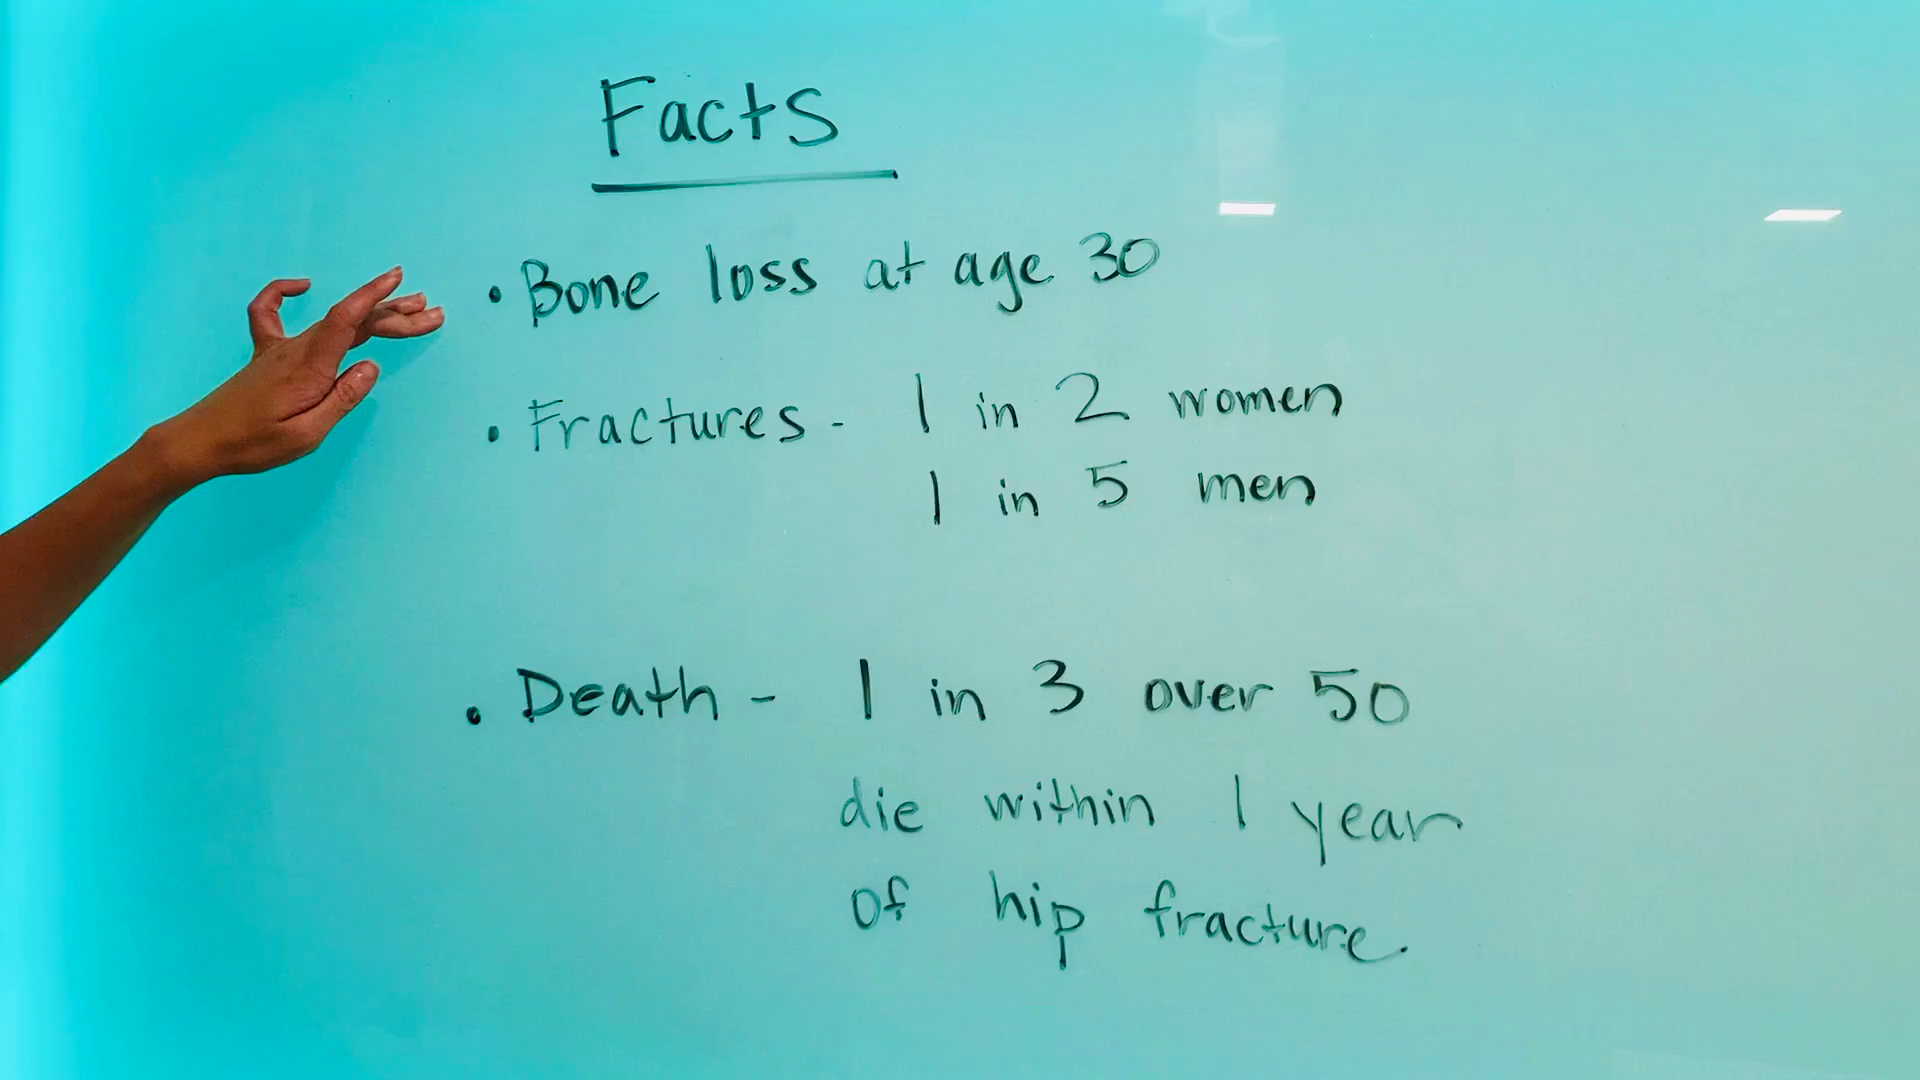 Facts
• Bone loss at age 30
• Fractures - 1 in 2 women
1 in 5 men
• Death - 1 in 3 over 50
die within 1 year
of hip fracture.